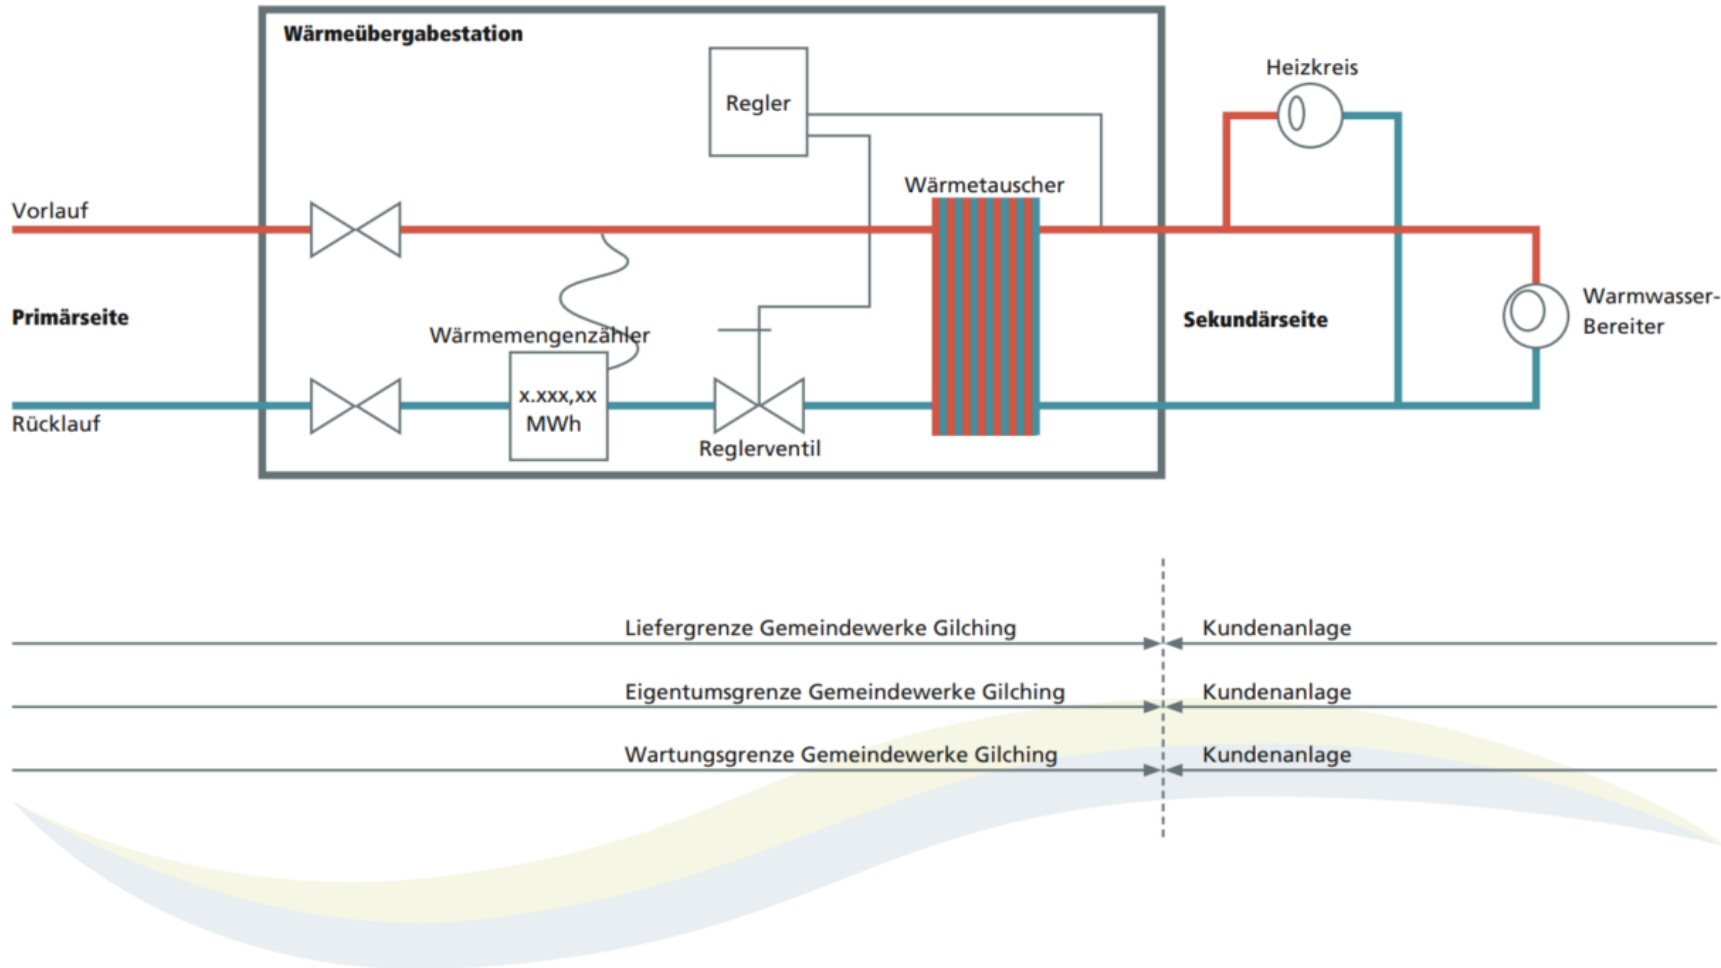 Wärmeübergabestation
Heizkreis
Regler
Wärmetauscher
Vorlauf
Primärseite
Wärmemengenzähler
Sekundärseite
Warmwasser-
Bereiter
x.xxx,xx
MWh
Rücklauf
Reglerventil
Liefergrenze Gemeindewerke Gilching
Kundenanlage
Eigentumsgrenze Gemeindewerke Gilching
Kundenanlage
Wartungsgrenze Gemeindewerke Gilching
Kundenanlage